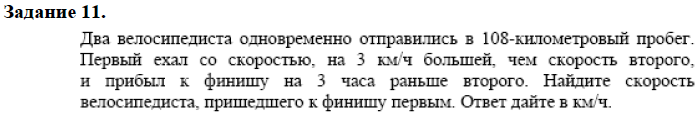 Задание 11.
Два велосипедиста одновременно отправились в 108-километровый пробег.
Первый ехал со скоростью, на 3 км/ч большей, чем скорость второго,
и прибыл к финишу на 3 часа раньше второго. Найдите скорость
велосипедиста, пришедшего к финишу первым. Ответ дайте в км/ч.